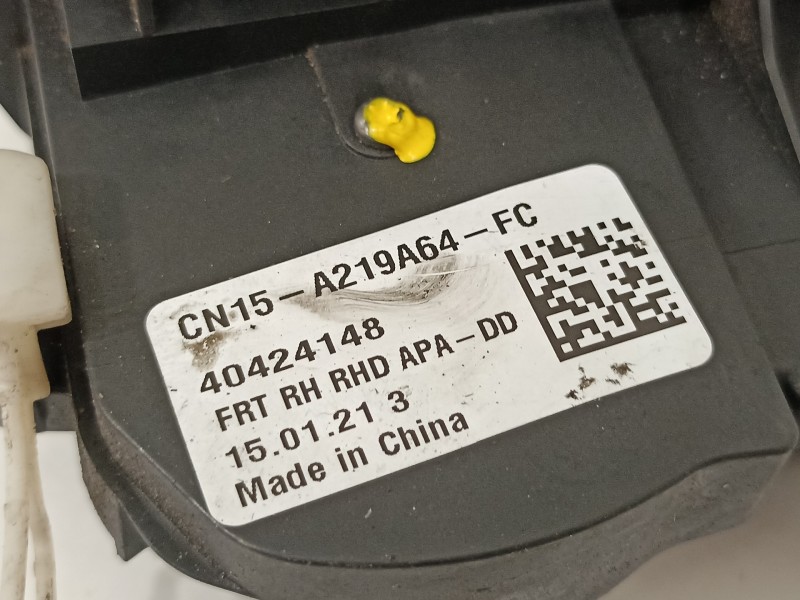 CN15-A219A64-FC
40424148
FRT RH RHD APA-DD
15.01.21 3
Made in China